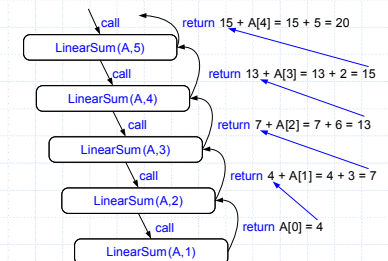 call
return 15 + A[4] = 15 + 5 = 20
LinearSum(A,5)
call
return 13 + A[3] = 13 + 2 = 15
LinearSum(A,4)
call
return 7 + A[2] = 7 + 6 = 13
LinearSum(A,3)
call
return 4 + A[1] = 4 + 3 = 7
LinearSum(A,2)
call
return A[0] = 4
LinearSum(A,1)